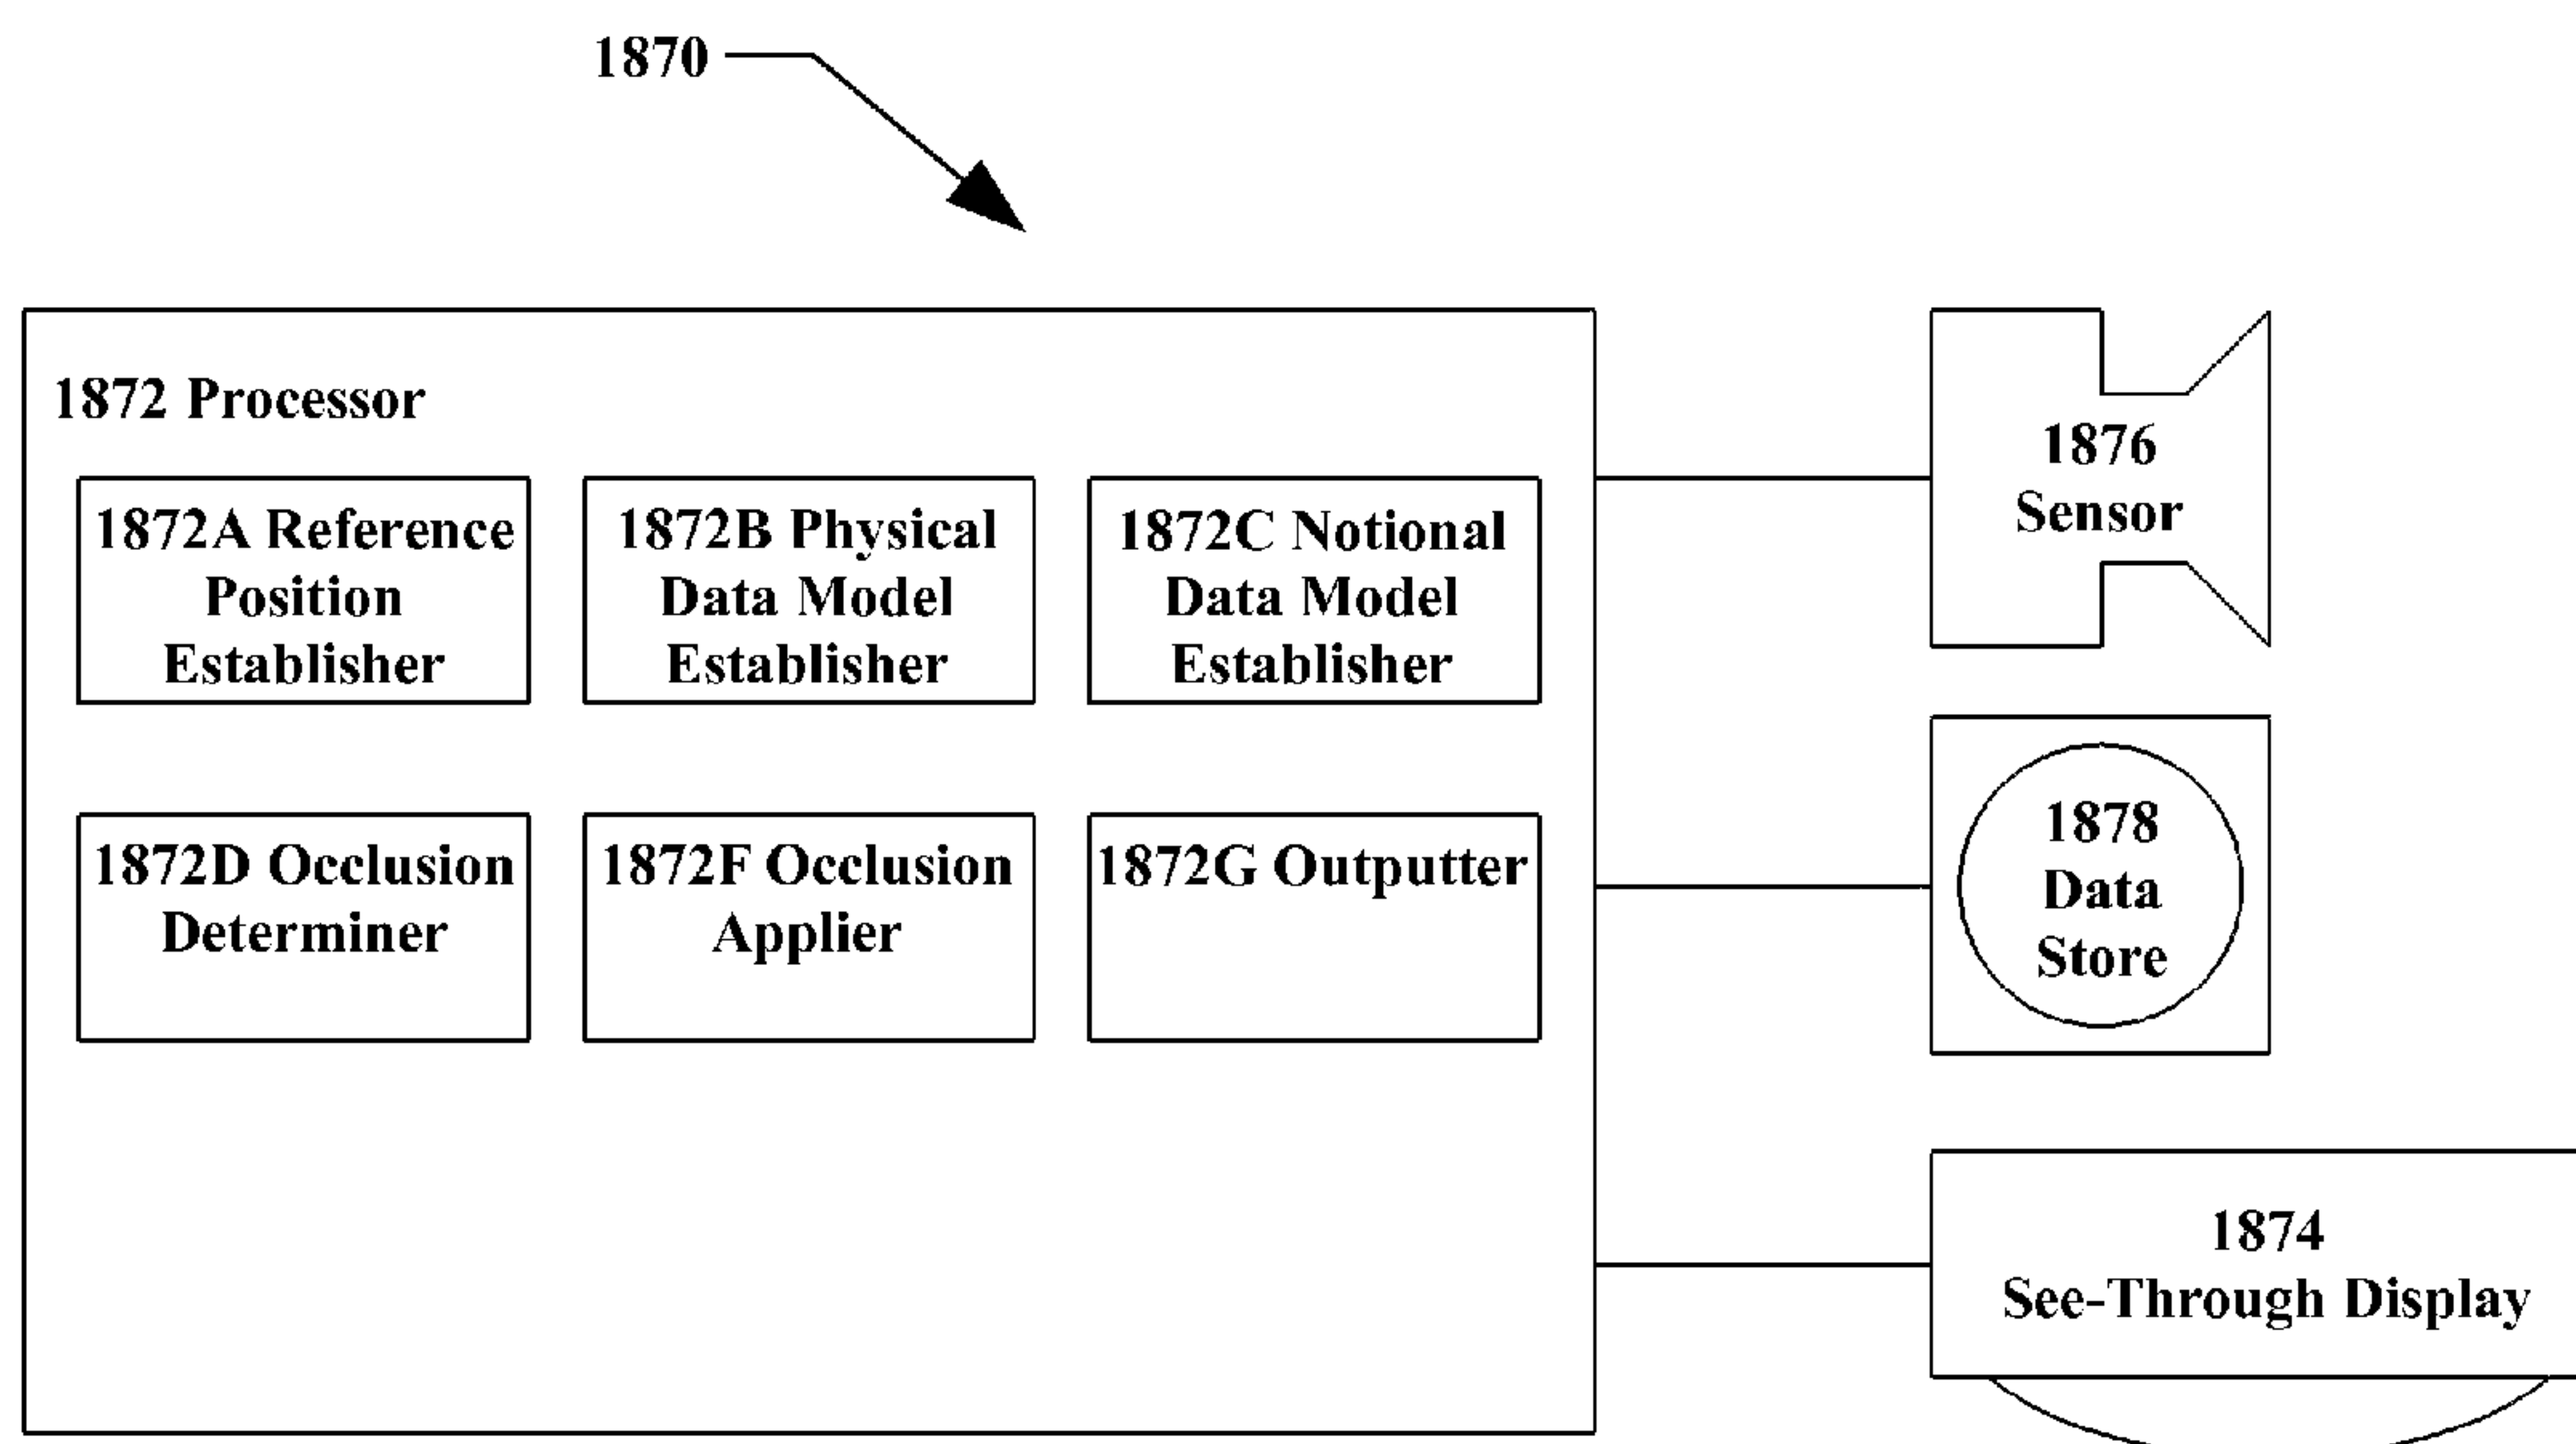 1870
1872 Processor
1872A Reference
Position
Establisher
1872B Physical
Data Model
Establisher
1872C Notional
Data Model
Establisher
1872D Occlusion
Determiner
1872F Occlusion
Applier
1872G Outputter
1876
Sensor
1878
Data
Store
1874
See-Through Display